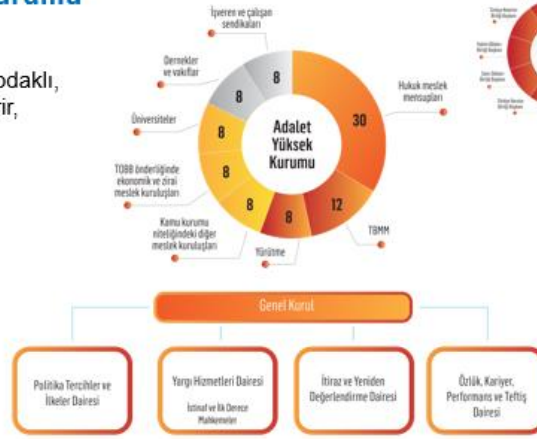 odaklı,
İşveren ve çalışan
sendikaları
Dernekler
ve vakıflar
Üniversiteler
TOBB önderliğinde
ekonomik ve zirai
meslek kuruluşları
Kamu kurumu
niteliğindeki diğer
meslek kuruluşları
Yürütme
TBMM
Hukuk meslek
mensupları
8
8
8
8
8
8
12
30
Adalet
Yüksek
Kurumu
Genel Kurul
Politika Tercihler ve
İlkeler Dairesi
Yargı Hizmetleri Dairesi
İstinaf ve İlk Derece
Mahkemeler
İtiraz ve Yeniden
Değerlendirme Dairesi
Özlük, Kariyer,
Performans ve Teftiş
Dairesi